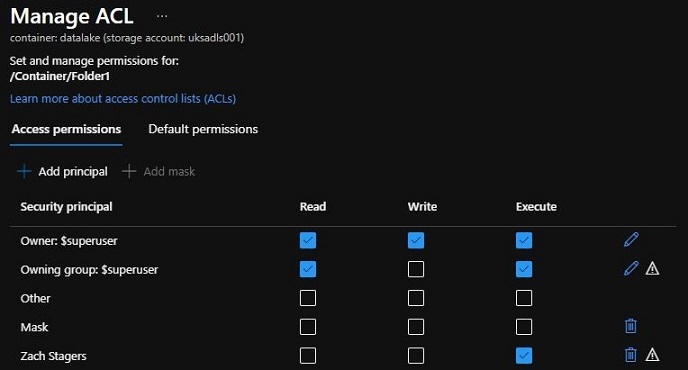 Manage ACL ...
container: datalake (storage account: uksadls001)
Set and manage permissions for:
/Container/Folder1
Learn more about access control lists (ACLs)
Access permissions Default permissions
Add principal Add mask
Security principal Read Write Execute
Owner: $superuser
Owning group: $superuser
Other
Mask
Zach Stagers